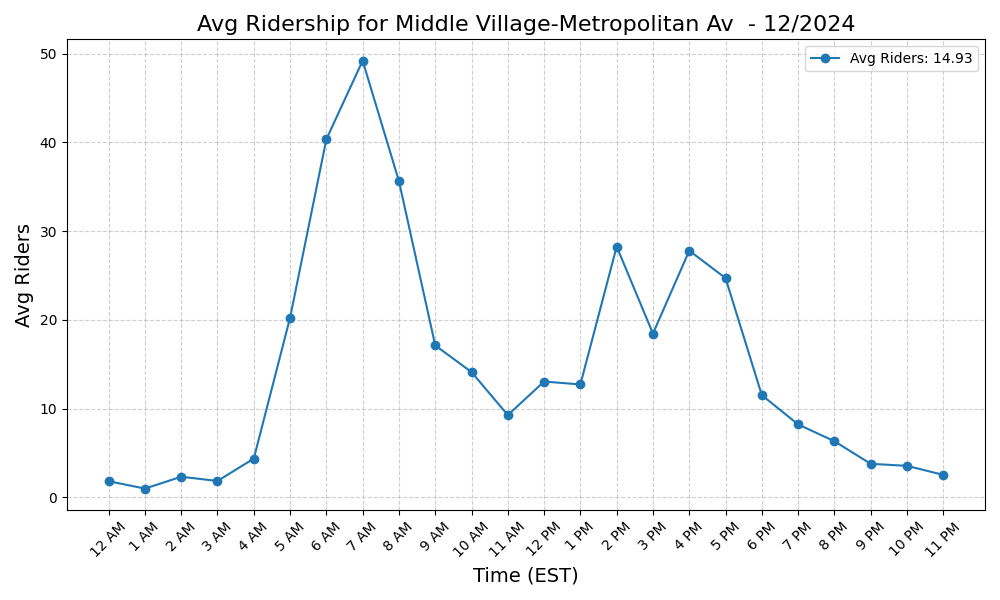 Avg Ridership for Middle Village-Metropolitan Av  - 12/2024
Avg Riders: 14.93
Avg Riders
50
40
30
20
10
0
12 AM
1 AM
2 AM
3 AM
4 AM
5 AM
6 AM
7 AM
8 AM
9 AM
10 AM
11 AM
12 PM
1 PM
2 PM
3 PM
4 PM
5 PM
6 PM
7 PM
8 PM
9 PM
10 PM
11 PM
Time (EST)